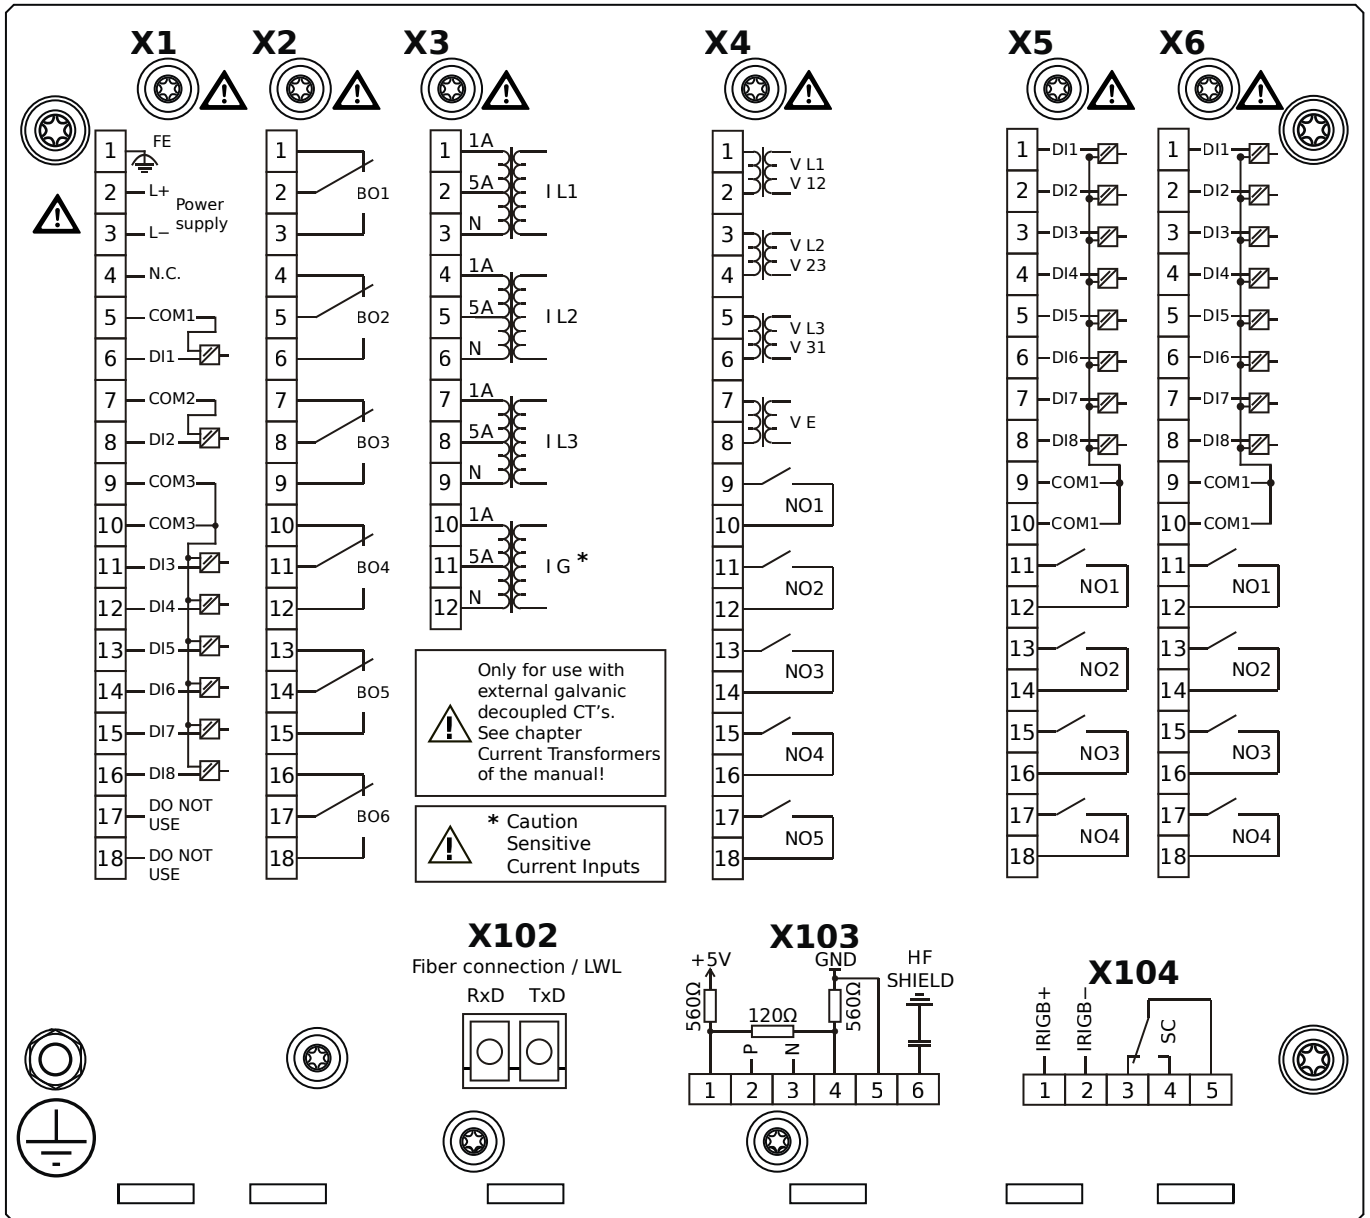 X1 X2 X3 X4 X5 X6
1 FE
2 L+
Power
supply
3 L−
4 N.C.
5 COM1
6 DI1
7 COM2
8 DI2
9 COM3
10 COM3
11 DI3
12 DI4
13 DI5
14 DI6
15 DI7
16 DI8
17 DO NOT
USE
18 DO NOT
USE
1
2 BO1
3
4
5 BO2
6
7
8 BO3
9
10
11 BO4
12
13
14 BO5
15
16
17 BO6
18
1 1A
2 5A I L1
3 N
4 1A
5 5A I L2
6 N
7 1A
8 5A I L3
9 N
10 1A
11 5A I G *
12 N
Only for use with
external galvanic
decoupled CT's.
See chapter
Current Transformers
of the manual!
* Caution
Sensitive
Current Inputs
1 V L1
2 V 12
3 V L2
4 V 23
5 V L3
6 V 31
7
V E
8
9
NO1
10
11
NO2
12
13
NO3
14
15
NO4
16
17
NO5
18
1 DI1
2 DI2
3 DI3
4 DI4
5 DI5
6 DI6
7 DI7
8 DI8
9 COM1
10 COM1
11
NO1
12
13
NO2
14
15
NO3
16
17
NO4
18
1 DI1
2 DI2
3 DI3
4 DI4
5 DI5
6 DI6
7 DI7
8 DI8
9 COM1
10 COM1
11
NO1
12
13
NO2
14
15
NO3
16
17
NO4
18
X102
Fiber connection / LWL
RxD TxD
X103
+5V GND HF
SHIELD
560Ω 120Ω 560Ω
P N
1 2 3 4 5 6
X104
IRIGB+ IRIGB− SC
1 2 3 4 5